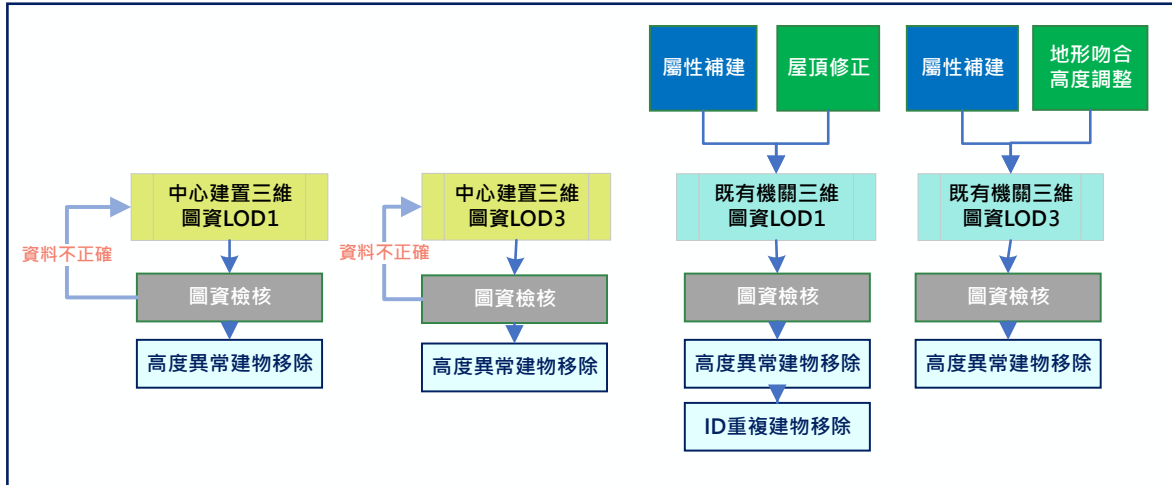 屬性補建
屋頂修正
屬性補建
地形吻合
高度調整
中心建置三維
圖資LOD1
中心建置三維
圖資LOD3
既有機關三維
圖資LOD1
既有機關三維
圖資LOD3
資料不正確
資料不正確
圖資檢核
圖資檢核
圖資檢核
圖資檢核
高度異常建物移除
高度異常建物移除
高度異常建物移除
高度異常建物移除
ID重複建物移除